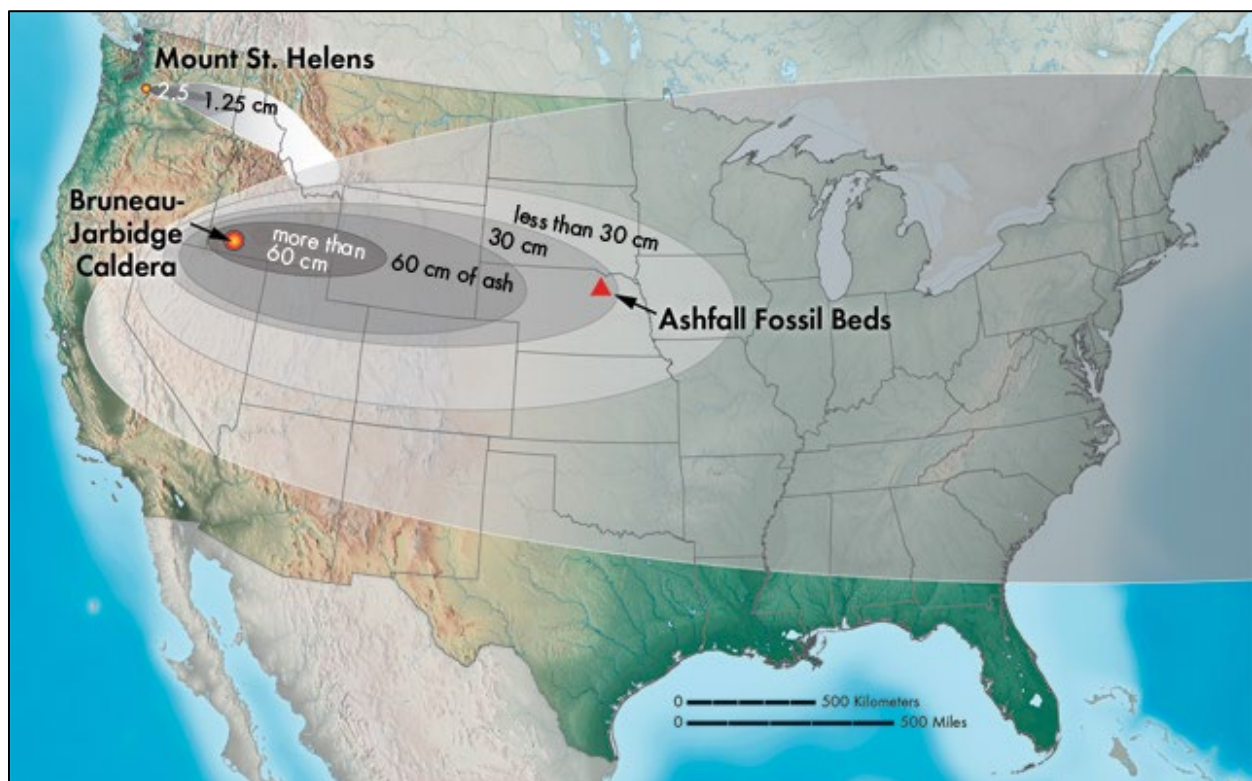 Mount St. Helens
2.5
1.25 cm
Bruneau-
Jarbidge
Caldera
more than
60 cm
60 cm of ash
less than 30 cm
30 cm
Ashfall Fossil Beds
0 500 Kilometers
0 500 Miles